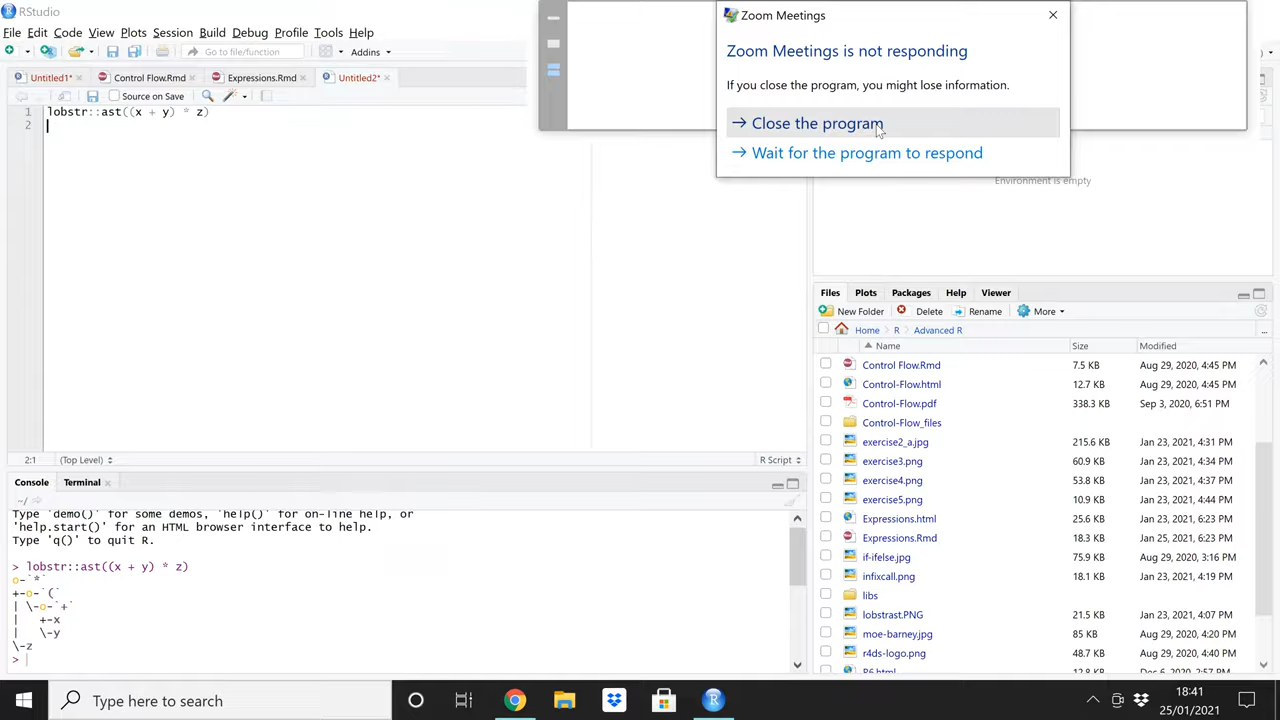 RStudio
File Edit Code View Plots Session Build Debug Profile Tools Help
Go to file/function Addins
Untitled1* Control Flow.Rmd Expressions.Rmd Untitled2*
Source on Save
1 lobstr::ast((x + y) * z)
2
2:1 (Top Level) R Script
Console Terminal
~/
Type 'demo()' for some demos, 'help()' for on-line help, or
'help.start()' for an HTML browser interface to help.
Type 'q()' to quit R.
> lobstr::ast((x + y) * z)
o-`*`
+-o-`(`
| \-o-`+`
|   +-x
|   \-y
\-z
>
Zoom Meetings
Zoom Meetings is not responding
If you close the program, you might lose information.
Close the program
Wait for the program to respond
Environment is empty
Files Plots Packages Help Viewer
New Folder Delete Rename More
Home R Advanced R ...
Name Size Modified
Control Flow.Rmd 7.5 KB Aug 29, 2020, 4:45 PM
Control-Flow.html 12.7 KB Aug 29, 2020, 4:45 PM
Control-Flow.pdf 338.3 KB Sep 3, 2020, 6:51 PM
Control-Flow_files
exercise2_a.jpg 215.6 KB Jan 23, 2021, 4:31 PM
exercise3.png 60.9 KB Jan 23, 2021, 4:34 PM
exercise4.png 53.8 KB Jan 23, 2021, 4:37 PM
exercise5.png 10.9 KB Jan 23, 2021, 4:44 PM
Expressions.html 25.6 KB Jan 25, 2021, 6:23 PM
Expressions.Rmd 18.3 KB Jan 25, 2021, 6:23 PM
if-ifelse.jpg 75.9 KB Aug 29, 2020, 3:16 PM
infixcall.png 18.1 KB Jan 23, 2021, 4:19 PM
libs
lobstrast.PNG 21.5 KB Jan 23, 2021, 4:07 PM
moe-barney.jpg 85 KB Aug 29, 2020, 4:20 PM
r4ds-logo.png 48.7 KB Aug 29, 2020, 4:40 PM
R6.html 12.8 KB Dec 6, 2020, 2:57 PM
Type here to search
18:41
25/01/2021